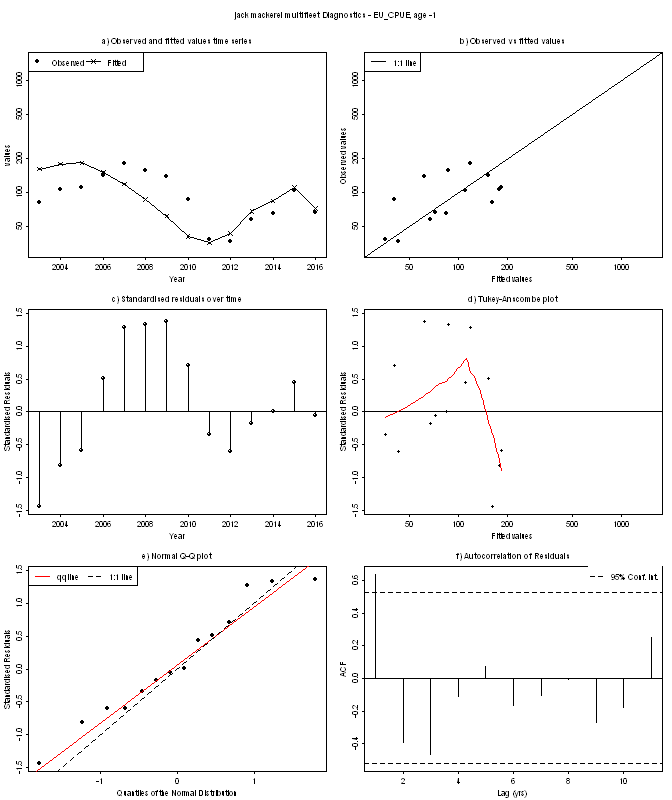 jack mackerel multifleet Diagnostics - EU_CPUE, age -1
a) Observed and fitted values time series
Observed Fitted
values
50 100 200 500 1000
2004 2006 2008 2010 2012 2014 2016
Year
b) Observed vs fitted values
1:1 line
Observed values
50 100 200 500 1000
50 100 200 500 1000
Fitted values
c) Standardised residuals over time
Standardised Residuals
-1.5 -1.0 -0.5 0.0 0.5 1.0 1.5
2004 2006 2008 2010 2012 2014 2016
Year
d) Tukey-Anscombe plot
Standardised Residuals
-1.5 -1.0 -0.5 0.0 0.5 1.0 1.5
50 100 200 500 1000
Fitted values
e) Normal Q-Q plot
qq line 1:1 line
Standardised Residuals
-1.5 -1.0 -0.5 0.0 0.5 1.0 1.5
-1 0 1
Quantiles of the Normal Distribution
f) Autocorrelation of Residuals
95% Conf. Int.
ACF
-0.4 -0.2 0.0 0.2 0.4 0.6
2 4 6 8 10
Lag (yrs)